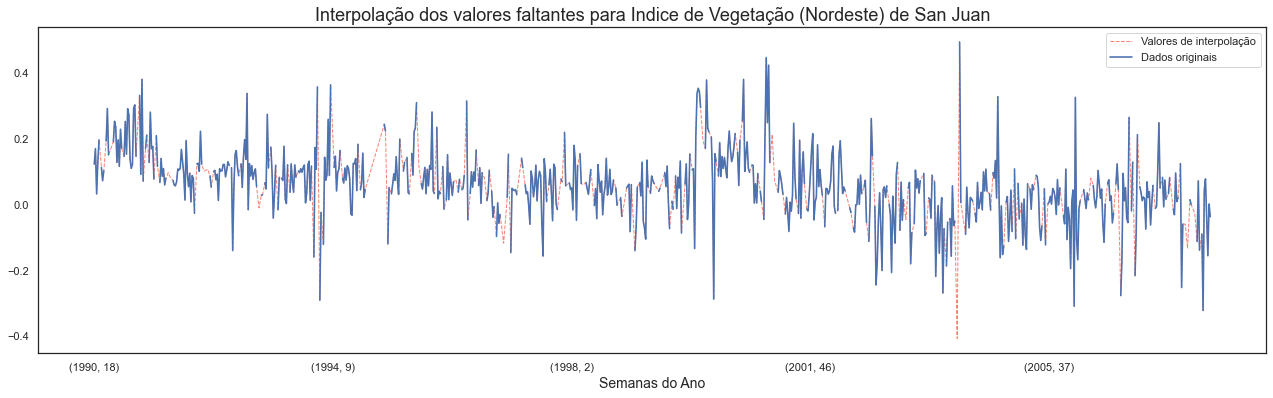 Interpolação dos valores faltantes para Indice de Vegetação (Nordeste) de San Juan
Valores de interpolação
Dados originais
0.4
0.2
0.0
−0.2
−0.4
(1990, 18)
(1994, 9)
(1998, 2)
(2001, 46)
(2005, 37)
Semanas do Ano